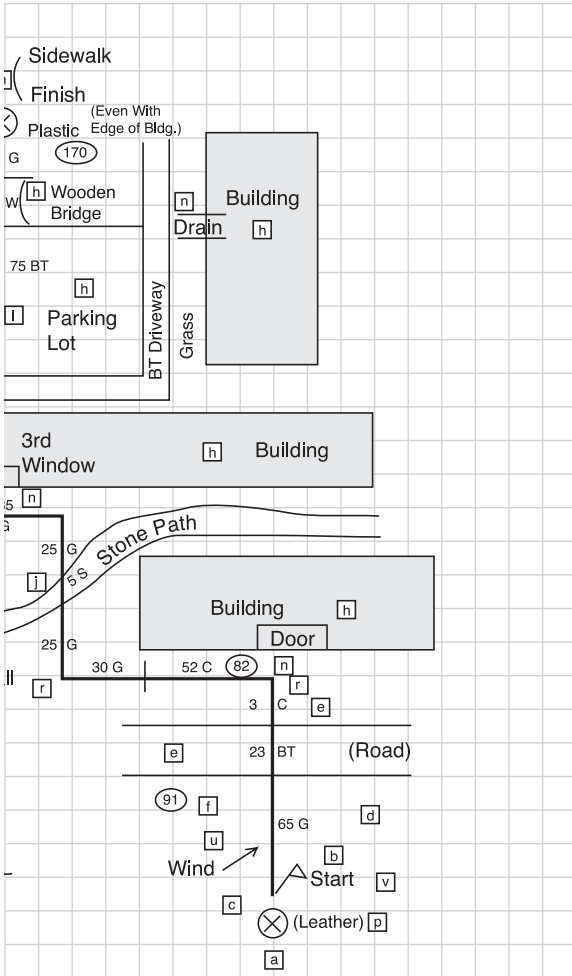 Sidewalk
Finish
(Even With
Edge of Bldg.)
Plastic
G
170
W
h
Wooden
Bridge
n
Building
Drain
h
75 BT
h
l
Parking
Lot
BT Driveway
Grass
3rd
Window
h
Building
n
G
25 G
Stone Path
j
5 S
Building
h
Door
25 G
ll
r
30 G
52 C
82
n
r
3 C
e
e
23 BT
(Road)
91
f
d
u
65 G
b
Wind
Start
v
c
(Leather)
p
a